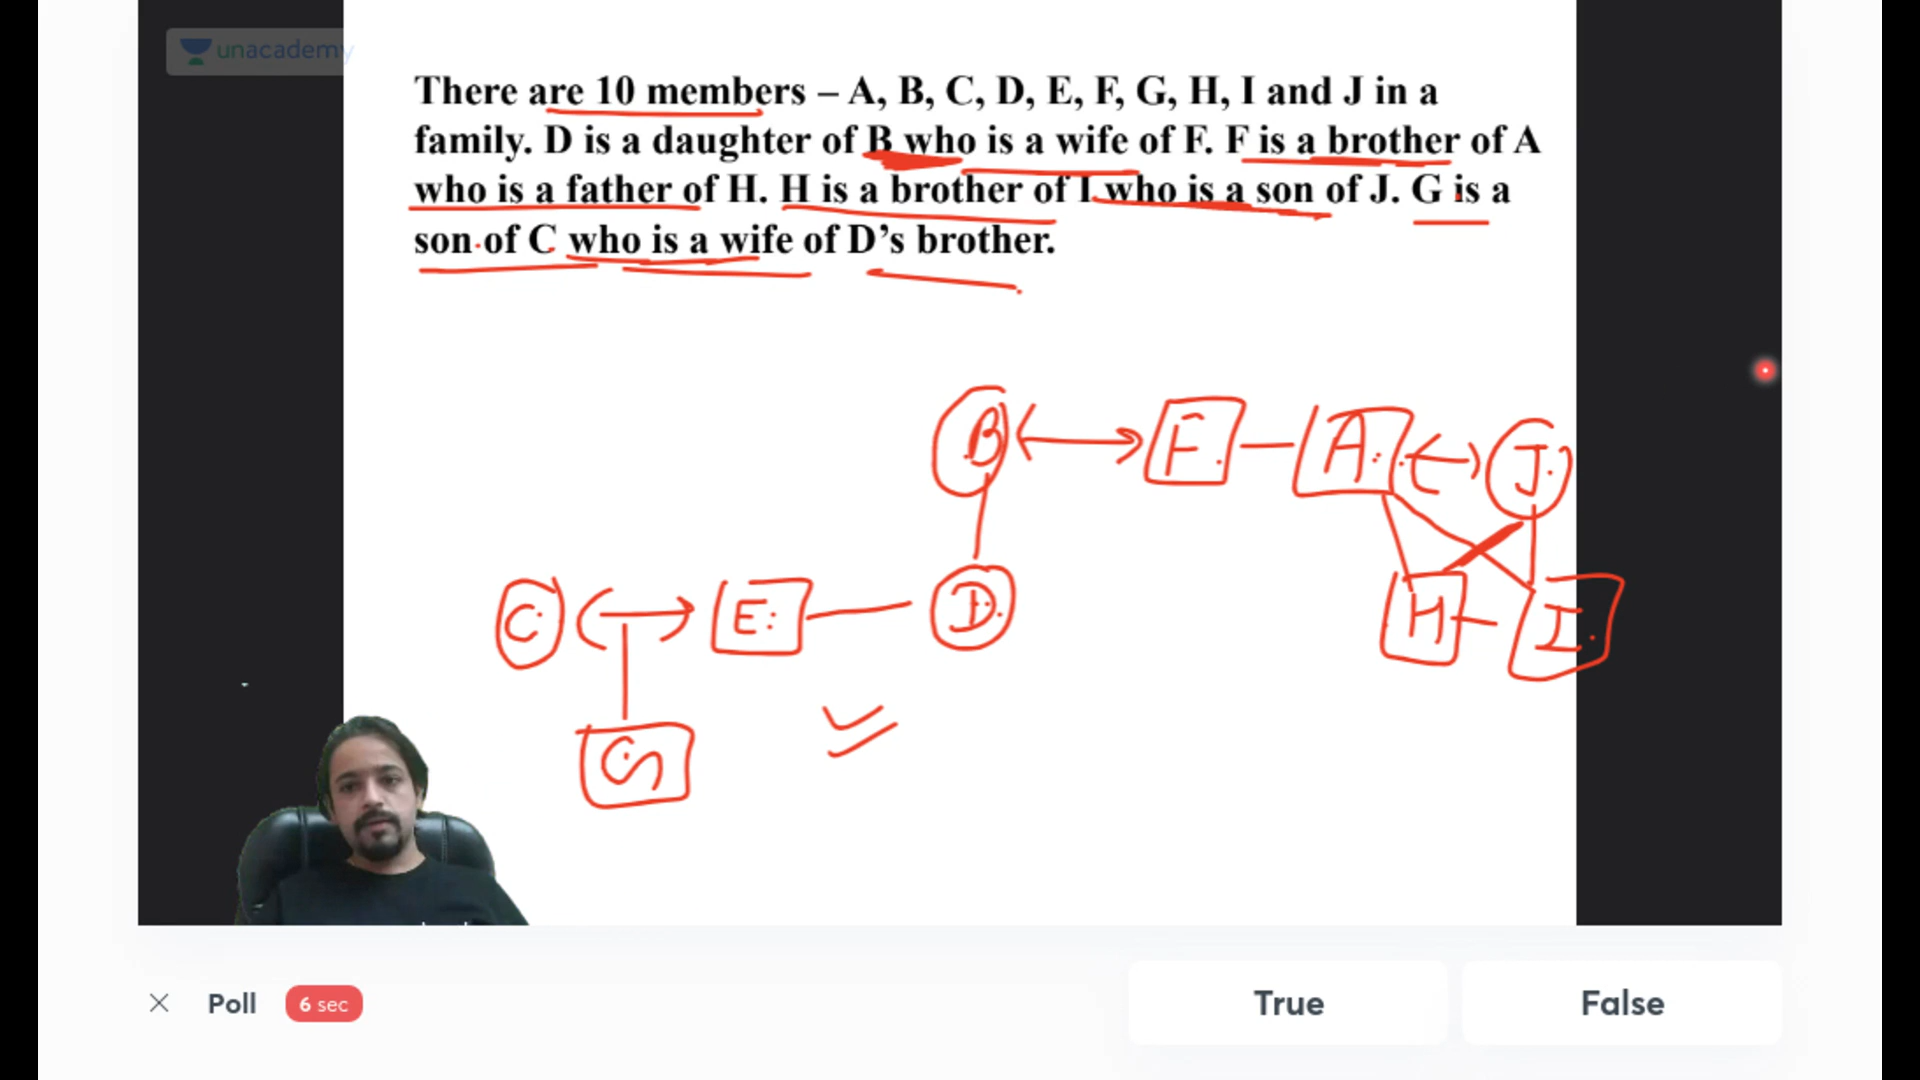 unacademy
There are 10 members – A, B, C, D, E, F, G, H, I and J in a
family. D is a daughter of B who is a wife of F. F is a brother of A
who is a father of H. H is a brother of I who is a son of J. G is a
son of C who is a wife of D's brother.
B F A J
C E D H I
G
Poll 6 sec True False